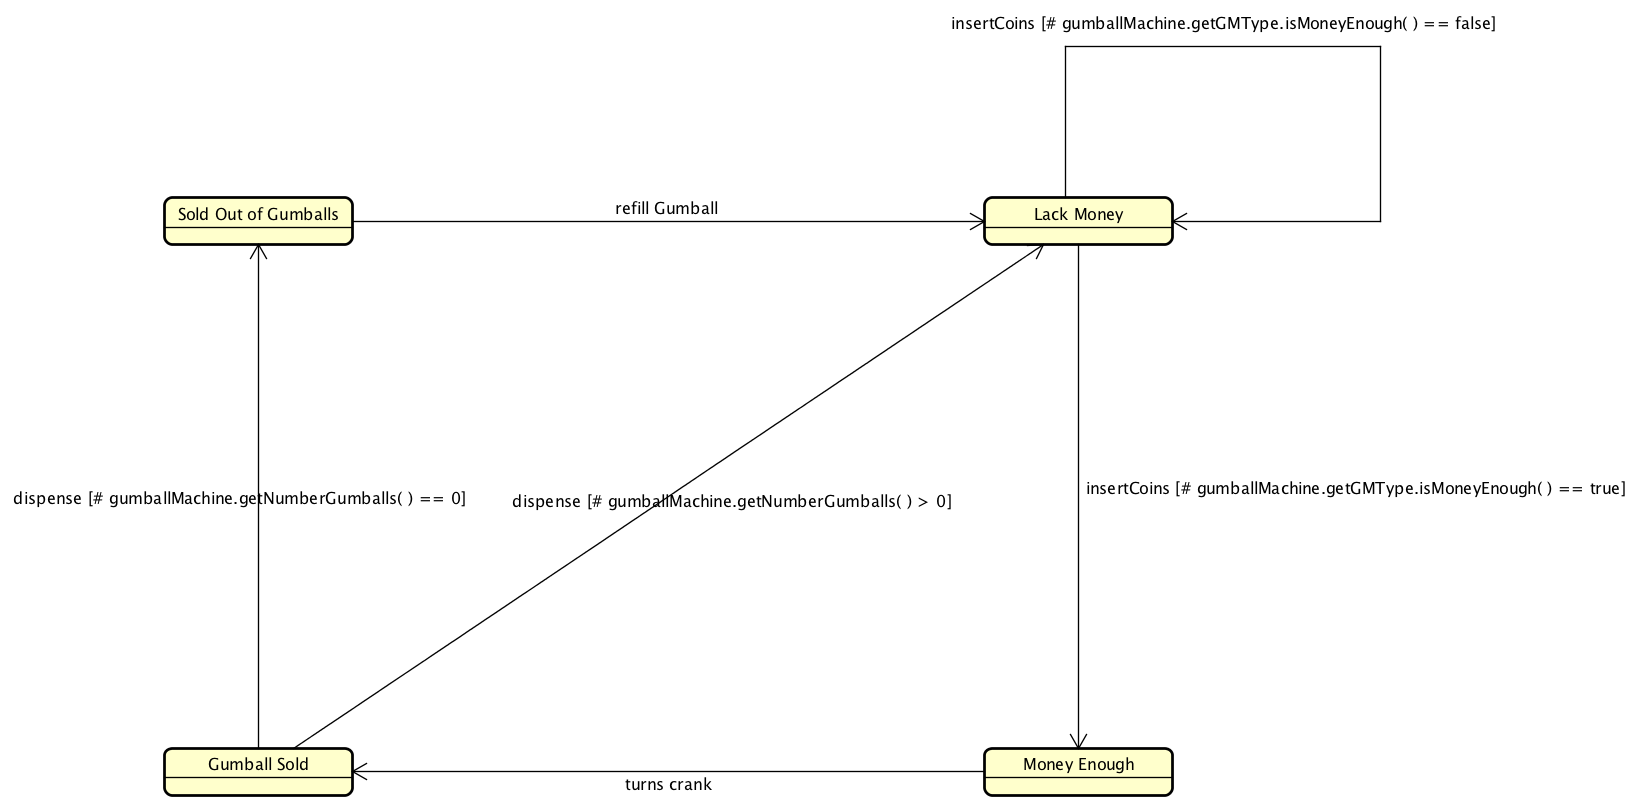 insertCoins [# gumballMachine.getGMType.isMoneyEnough( ) == false]
Sold Out of Gumballs
refill Gumball
Lack Money
insertCoins [# gumballMachine.getGMType.isMoneyEnough( ) == true]
dispense [# gumballMachine.getNumberGumballs( ) == 0]
dispense [# gumballMachine.getNumberGumballs( ) > 0]
Gumball Sold
Money Enough
turns crank